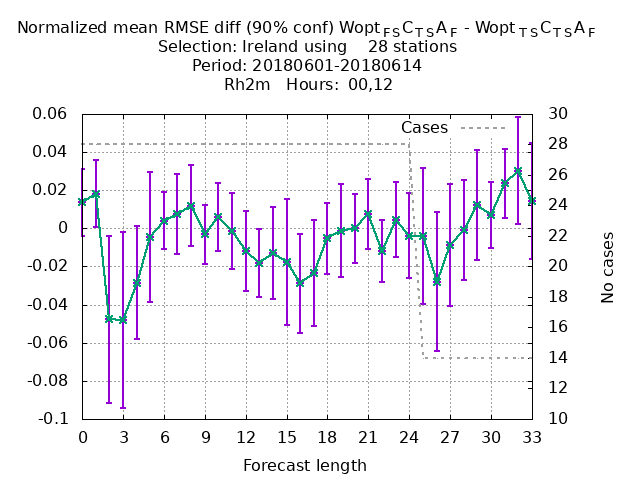 Normalized mean RMSE diff (90% conf) Wopt FS C TS A F - Wopt TS C TS A F
Selection: Ireland using 28 stations
Period: 20180601-20180614
Rh2m Hours: 00,12
Cases
0.06
0.04
0.02
0
-0.02
-0.04
-0.06
-0.08
-0.1
30
28
26
24
22
20
18
16
14
12
10
No cases
0 3 6 9 12 15 18 21 24 27 30 33
Forecast length